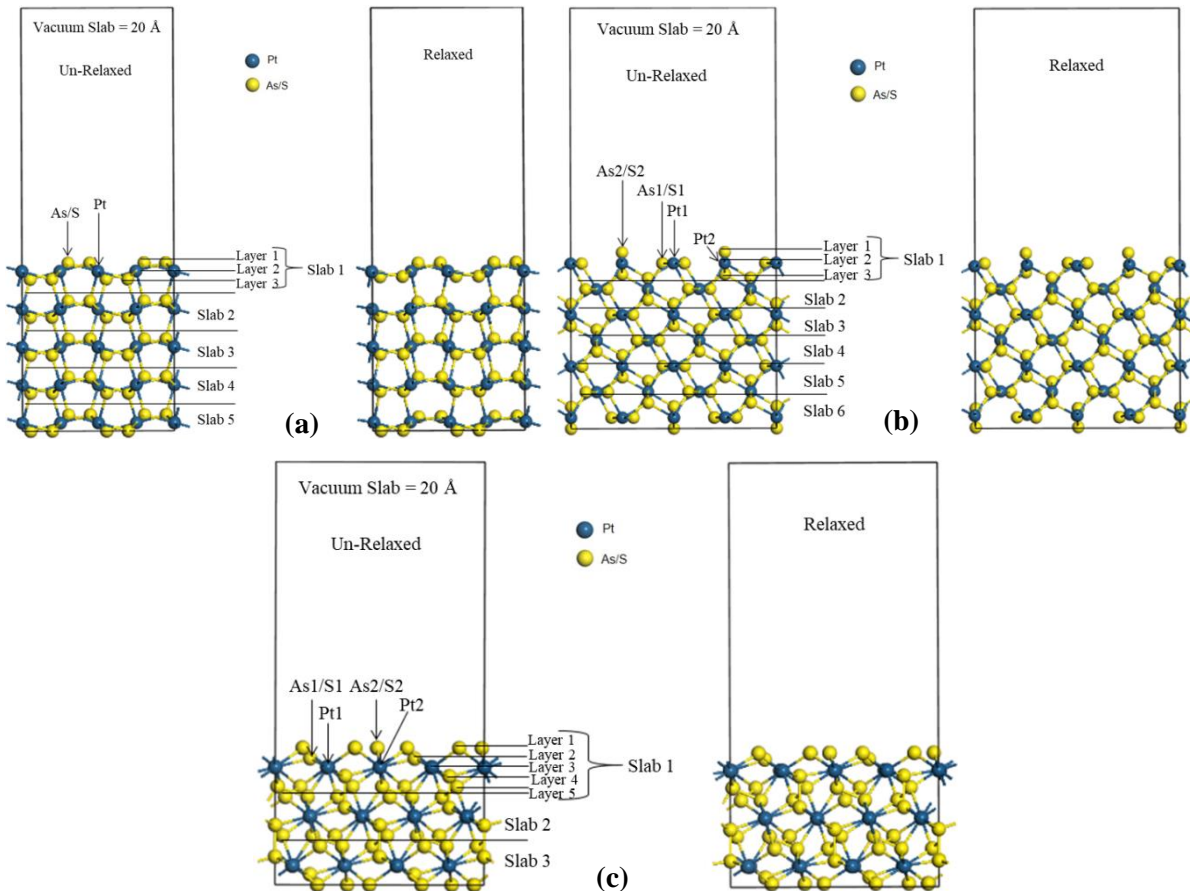 Vacuum Slab = 20 Å
Un-Relaxed
Pt
As/S
As/S
Pt
Layer 1
Layer 2
Layer 3
Slab 1
Slab 2
Slab 3
Slab 4
Slab 5
Relaxed
(a)
Vacuum Slab = 20 Å
Un-Relaxed
Pt
As/S
As2/S2
As1/S1
Pt1
Pt2
Layer 1
Layer 2
Layer 3
Slab 1
Slab 2
Slab 3
Slab 4
Slab 5
Slab 6
Relaxed
(b)
Vacuum Slab = 20 Å
Un-Relaxed
Pt
As/S
As1/S1
As2/S2
Pt1
Pt2
Layer 1
Layer 2
Layer 3
Layer 4
Layer 5
Slab 1
Slab 2
Slab 3
Relaxed
(c)